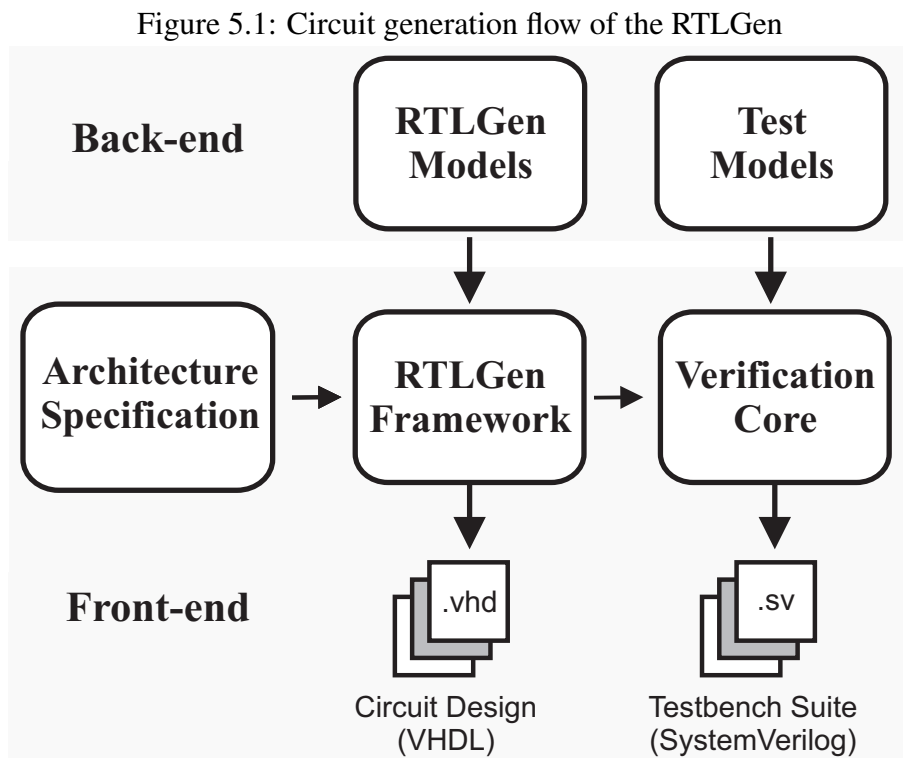 Figure 5.1: Circuit generation flow of the RTLGen
Back-end
RTLGen
Models
Test
Models
Architecture
Specification
RTLGen
Framework
Verification
Core
Front-end
.vhd
.sv
Circuit Design
(VHDL)
Testbench Suite
(SystemVerilog)